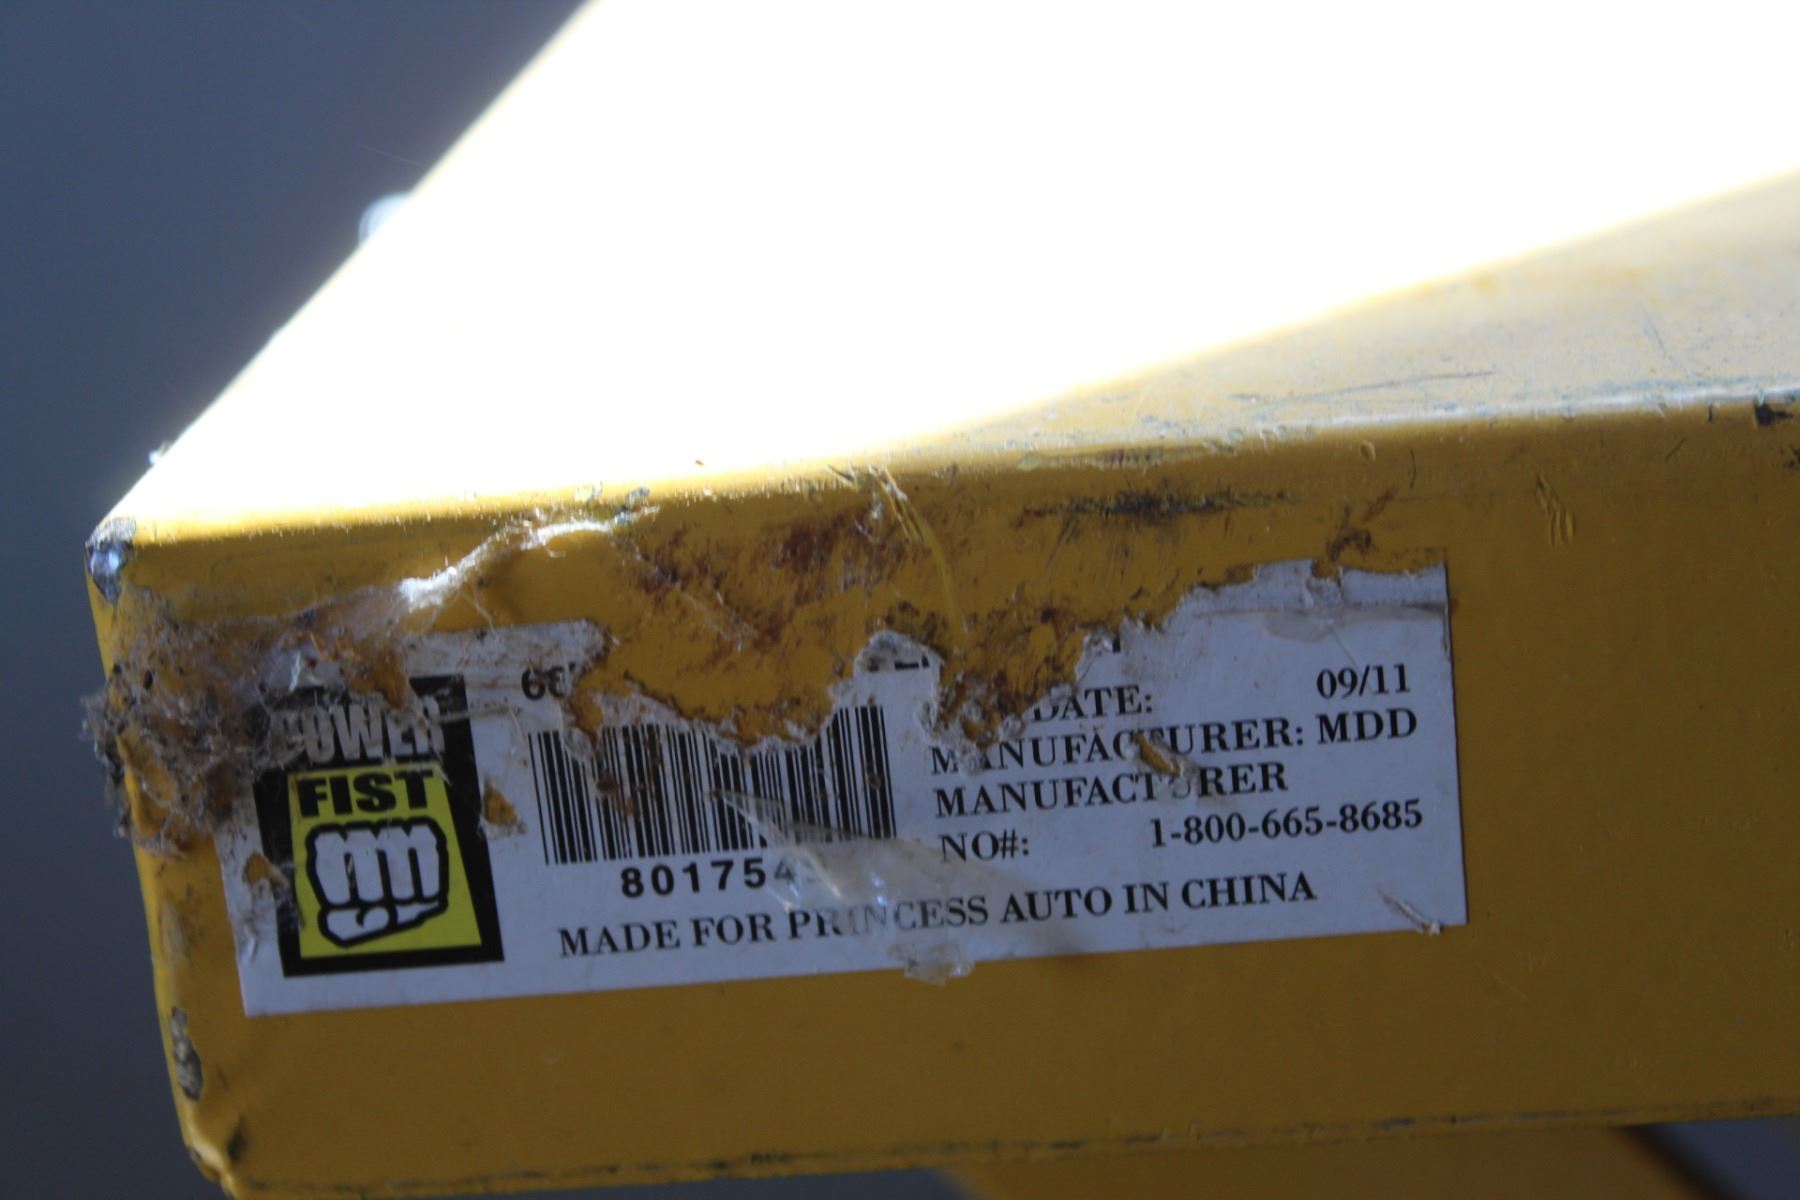 POWER
FIST
801754
DATE: 09/11
MANUFACTURER: MDD
MANUFACTURER
NO#: 1-800-665-8685
MADE FOR PRINCESS AUTO IN CHINA